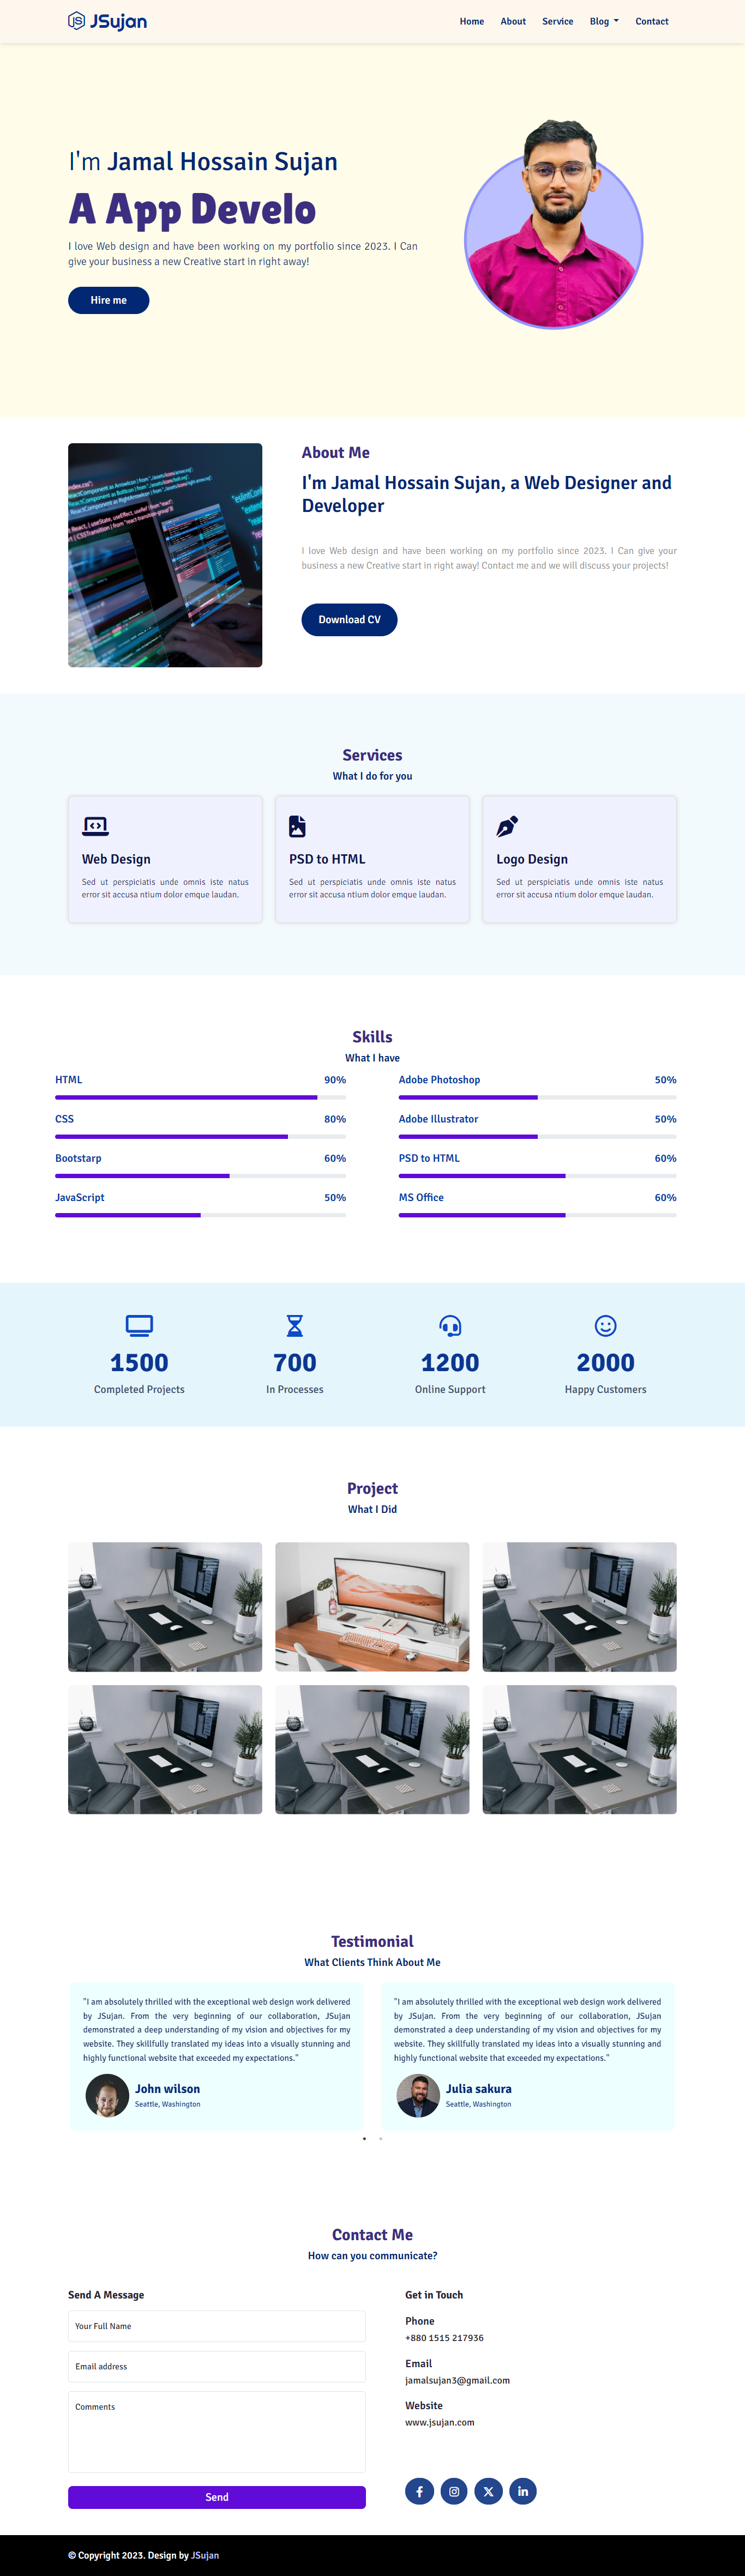 JSujan
Home About Service Blog Contact
I'm Jamal Hossain Sujan
A App Develo
I love Web design and have been working on my portfolio since 2023. I Can
give your business a new Creative start in right away!
Hire me
About Me
I'm Jamal Hossain Sujan, a Web Designer and
Developer
I love Web design and have been working on my portfolio since 2023. I Can give your
business a new Creative start in right away! Contact me and we will discuss your projects!
Download CV
Services
What I do for you
Web Design
Sed ut perspiciatis unde omnis iste natus
error sit accusa ntium dolor emque laudan.
PSD to HTML
Sed ut perspiciatis unde omnis iste natus
error sit accusa ntium dolor emque laudan.
Logo Design
Sed ut perspiciatis unde omnis iste natus
error sit accusa ntium dolor emque laudan.
Skills
What I have
HTML 90%
CSS 80%
Bootstarp 60%
JavaScript 50%
Adobe Photoshop 50%
Adobe Illustrator 50%
PSD to HTML 60%
MS Office 60%
1500
Completed Projects
700
In Processes
1200
Online Support
2000
Happy Customers
Project
What I Did
Testimonial
What Clients Think About Me
"I am absolutely thrilled with the exceptional web design work delivered
by JSujan. From the very beginning of our collaboration, JSujan
demonstrated a deep understanding of my vision and objectives for my
website. They skillfully translated my ideas into a visually stunning and
highly functional website that exceeded my expectations."
John wilson
Seattle, Washington
"I am absolutely thrilled with the exceptional web design work delivered
by JSujan. From the very beginning of our collaboration, JSujan
demonstrated a deep understanding of my vision and objectives for my
website. They skillfully translated my ideas into a visually stunning and
highly functional website that exceeded my expectations."
Julia sakura
Seattle, Washington
Contact Me
How can you communicate?
Send A Message
Your Full Name
Email address
Comments
Send
Get in Touch
Phone
+880 1515 217936
Email
jamalsujan3@gmail.com
Website
www.jsujan.com
© Copyright 2023. Design by JSujan